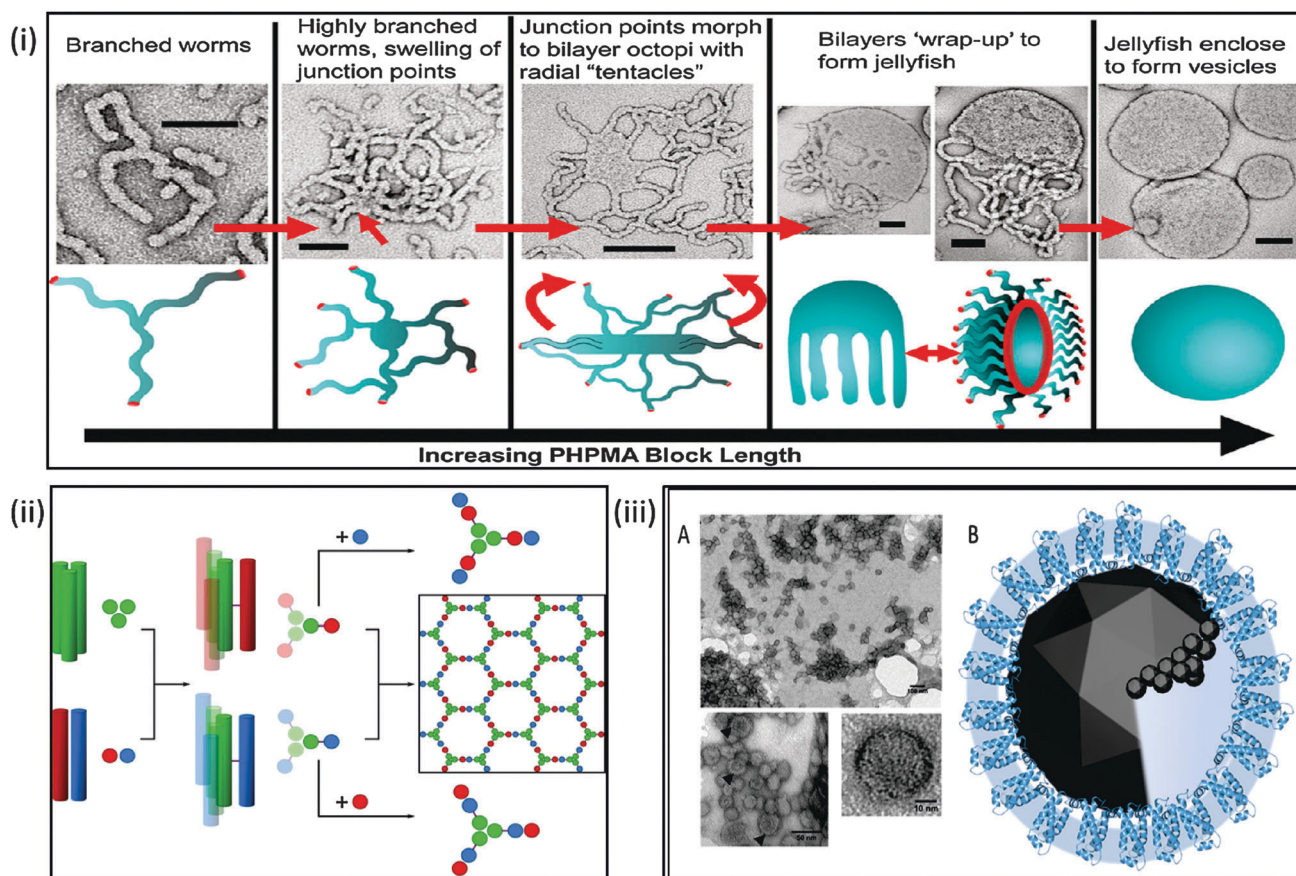 (i)
Branched worms
Highly branched
worms, swelling of
junction points
Junction points morph
to bilayer octopi with
radial “tentacles”
Bilayers ‘wrap-up’ to
form jellyfish
Jellyfish enclose
to form vesicles
Increasing PHPMA Block Length
(ii)
+
+
(iii)
A
B
100 nm
50 nm
10 nm